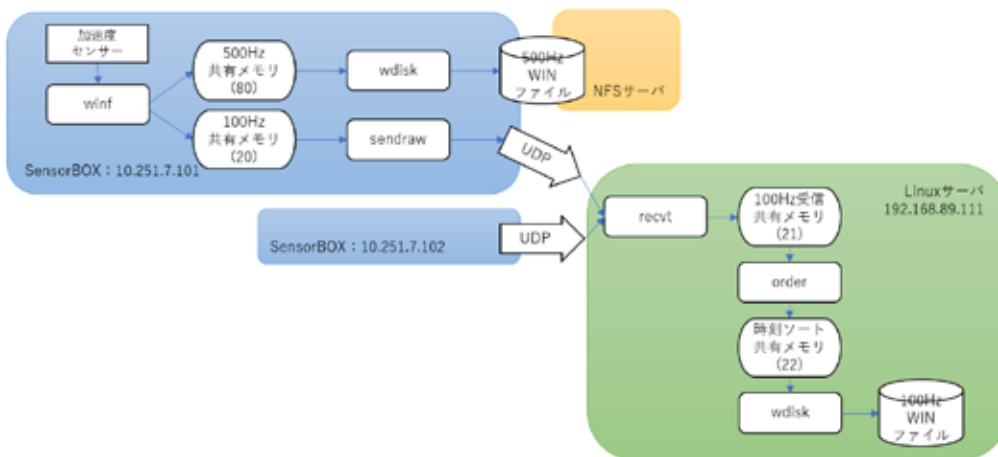 加速度
センサー
winf
500Hz
共有メモリ
(80)
wdisk
500Hz
WIN
ファイル
NFSサーバ
100Hz
共有メモリ
(20)
sendraw
UDP
SensorBOX：10.251.7.101
SensorBOX：10.251.7.102
UDP
Linuxサーバ
192.168.89.111
recvt
100Hz受信
共有メモリ
(21)
order
時刻ソート
共有メモリ
(22)
wdisk
100Hz
WIN
ファイル